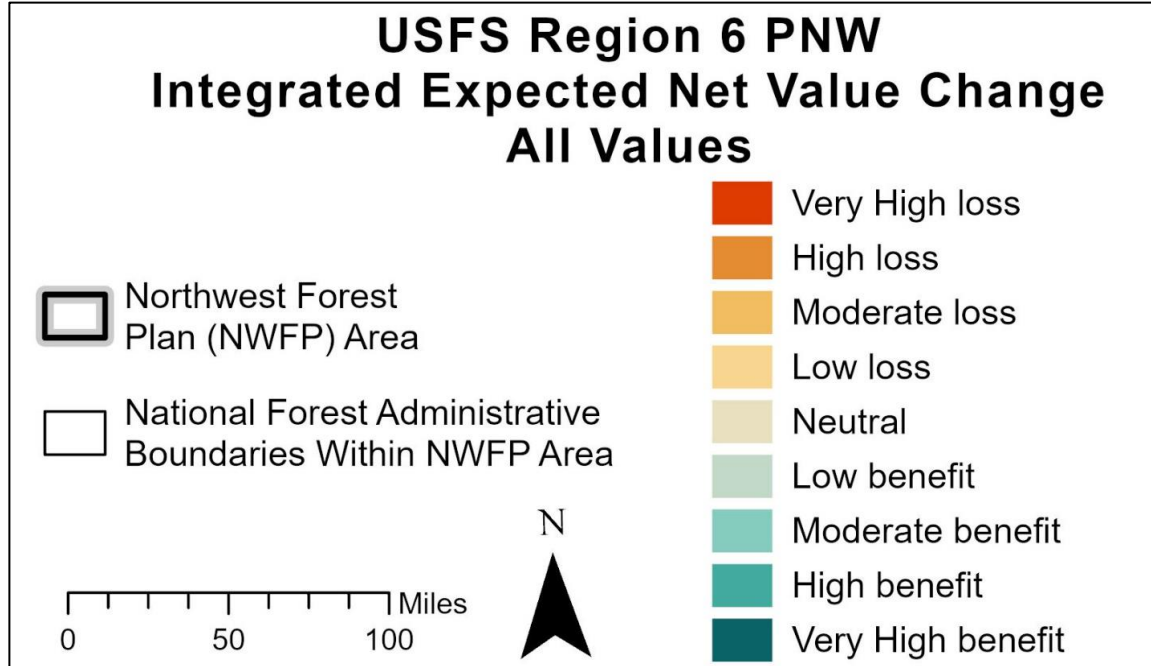 USFS Region 6 PNW
Integrated Expected Net Value Change
All Values
Northwest Forest
Plan (NWFP) Area
National Forest Administrative
Boundaries Within NWFP Area
N
Miles
0 50 100
Very High loss
High loss
Moderate loss
Low loss
Neutral
Low benefit
Moderate benefit
High benefit
Very High benefit